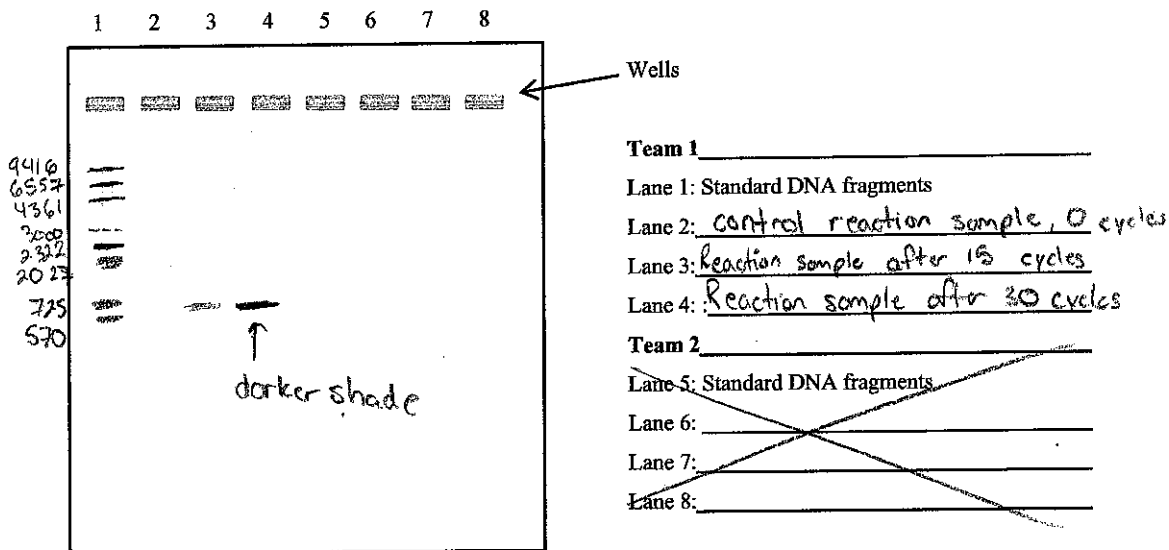 1 2 3 4 5 6 7 8
Wells
9416
6557
4361
3000
2322
2027
725
570
darker shade
Team 1
Lane 1: Standard DNA fragments
Lane 2: control reaction sample, 0 cycles
Lane 3: Reaction sample after 15 cycles
Lane 4: : Reaction sample after 30 cycles
Team 2
Lane 5: Standard DNA fragments
Lane 6:
Lane 7:
Lane 8: